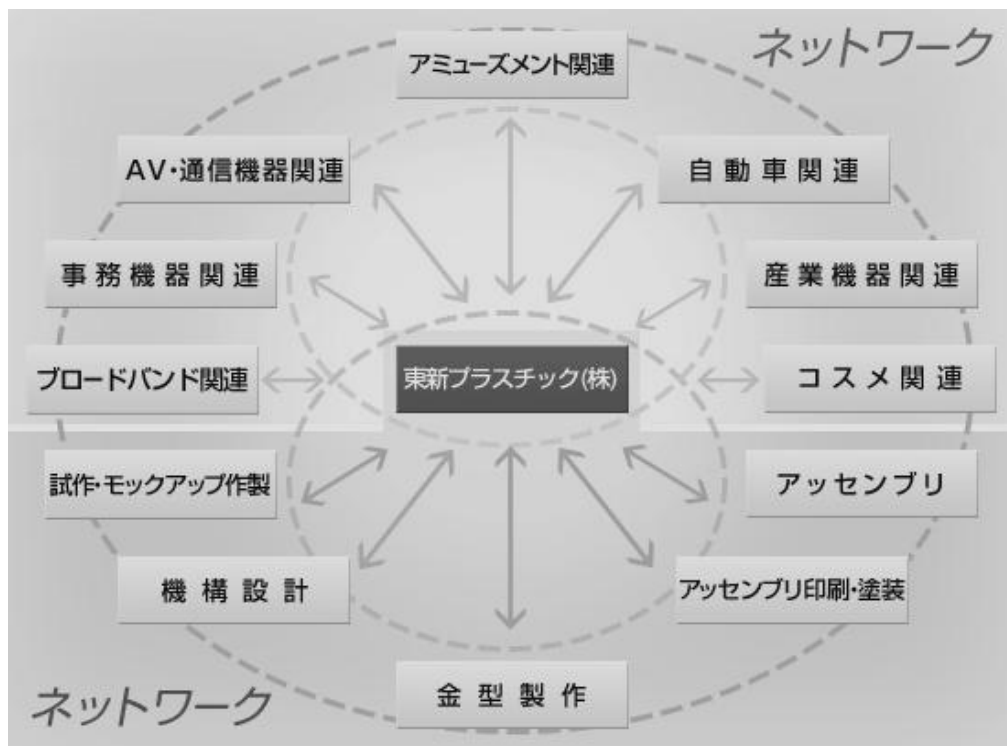 ネットワーク
アミューズメント関連
AV・通信機器関連
自動車関連
事務機器関連
産業機器関連
ブロードバンド関連
東新プラスチック(株)
コスメ関連
試作・モックアップ作製
アッセンブリ
機構設計
アッセンブリ印刷・塗装
金型製作
ネットワーク